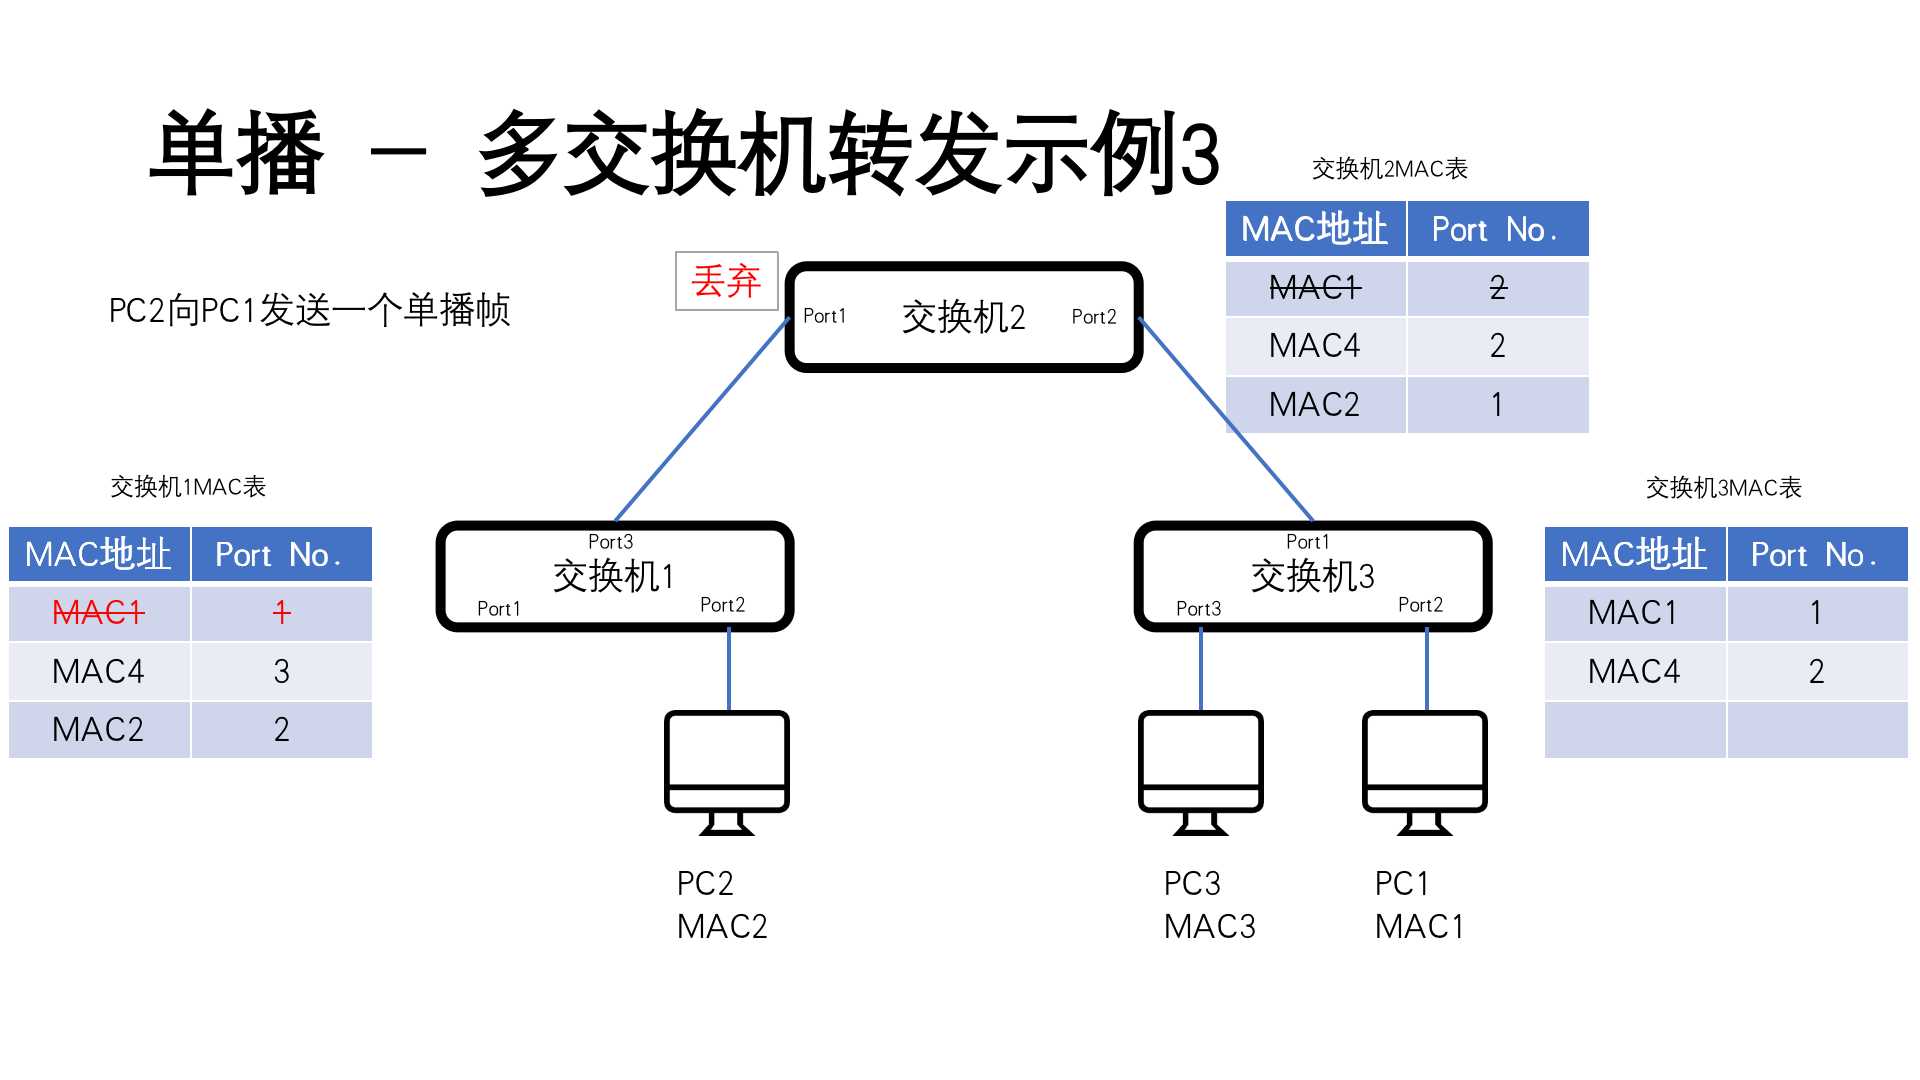 单播 - 多交换机转发示例3
交换机2MAC表
MAC地址 Port No.
MAC1 2
MAC4 2
MAC2 1
PC2向PC1发送一个单播帧
丢弃
Port1 交换机2 Port2
交换机1MAC表
MAC地址 Port No.
MAC1 1
MAC4 3
MAC2 2
Port3
交换机1
Port1 Port2
Port1
交换机3
Port3 Port2
交换机3MAC表
MAC地址 Port No.
MAC1 1
MAC4 2
PC2
MAC2
PC3
MAC3
PC1
MAC1